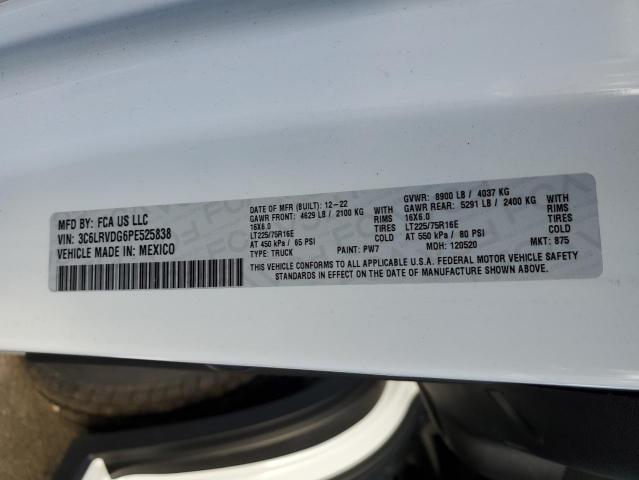 MFD BY: FCA US LLC
VIN: 3C6LRVDG6PE525838
VEHICLE MADE IN: MEXICO
DATE OF MFR (BUILT): 12-22
GAWR FRONT: 4629 LB / 2100 KG
16X6.0 RIMS
LT225/75R16E TIRES
AT 450 kPa / 65 PSI COLD
TYPE: TRUCK PAINT: PW7
GVWR: 8900 LB / 4037 KG
GAWR REAR: 5291 LB / 2400 KG
16X6.0 RIMS
LT225/75R16E TIRES
AT 550 kPa / 80 PSI COLD
MDH: 120520 MKT: 875
THIS VEHICLE CONFORMS TO ALL APPLICABLE U.S.A. FEDERAL MOTOR VEHICLE SAFETY
STANDARDS IN EFFECT ON THE DATE OF MANUFACTURE SHOWN ABOVE.